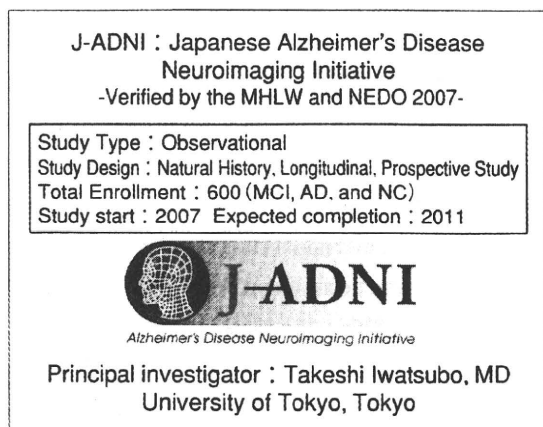 J-ADNI : Japanese Alzheimer's Disease
Neuroimaging Initiative
-Verified by the MHLW and NEDO 2007-
Study Type : Observational
Study Design : Natural History, Longitudinal, Prospective Study
Total Enrollment : 600 (MCI, AD, and NC)
Study start : 2007 Expected completion : 2011
J-ADNI
Alzheimer's Disease Neuroimaging Initiative
Principal investigator : Takeshi Iwatsubo, MD
University of Tokyo, Tokyo